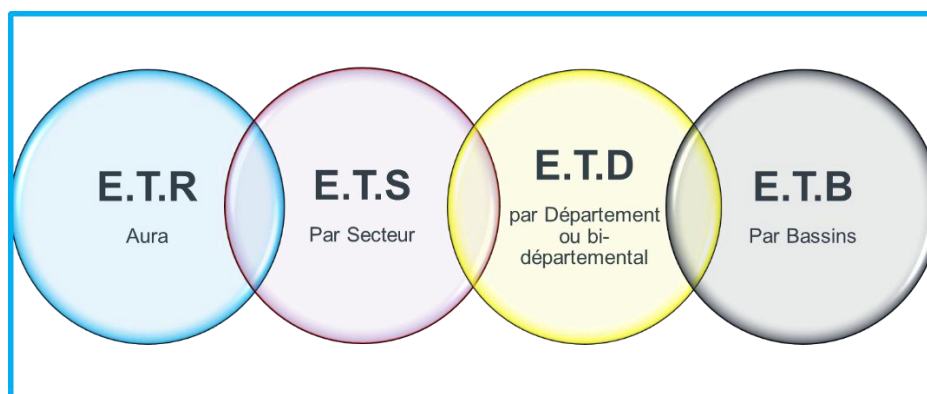 E.T.R
Aura
E.T.S
Par Secteur
E.T.D
par Département
ou bi-
départemental
E.T.B
Par Bassins